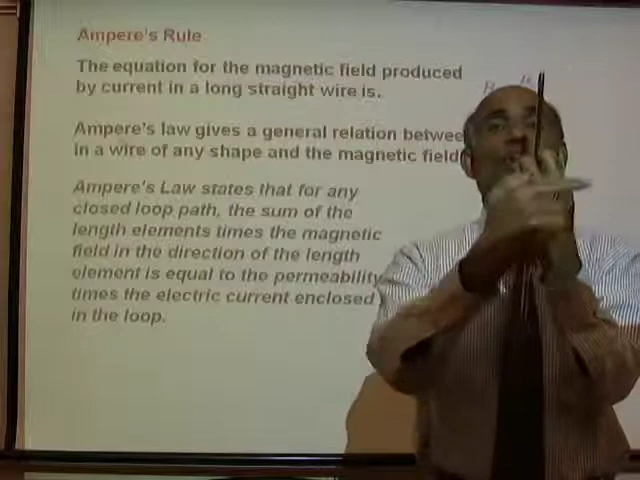 Ampere's Rule
The equation for the magnetic field produced
by current in a long straight wire is.
Ampere's law gives a general relation betwee
in a wire of any shape and the magnetic field
Ampere's Law states that for any
closed loop path, the sum of the
length elements times the magnetic
field in the direction of the length
element is equal to the permeability
times the electric current enclosed
in the loop.